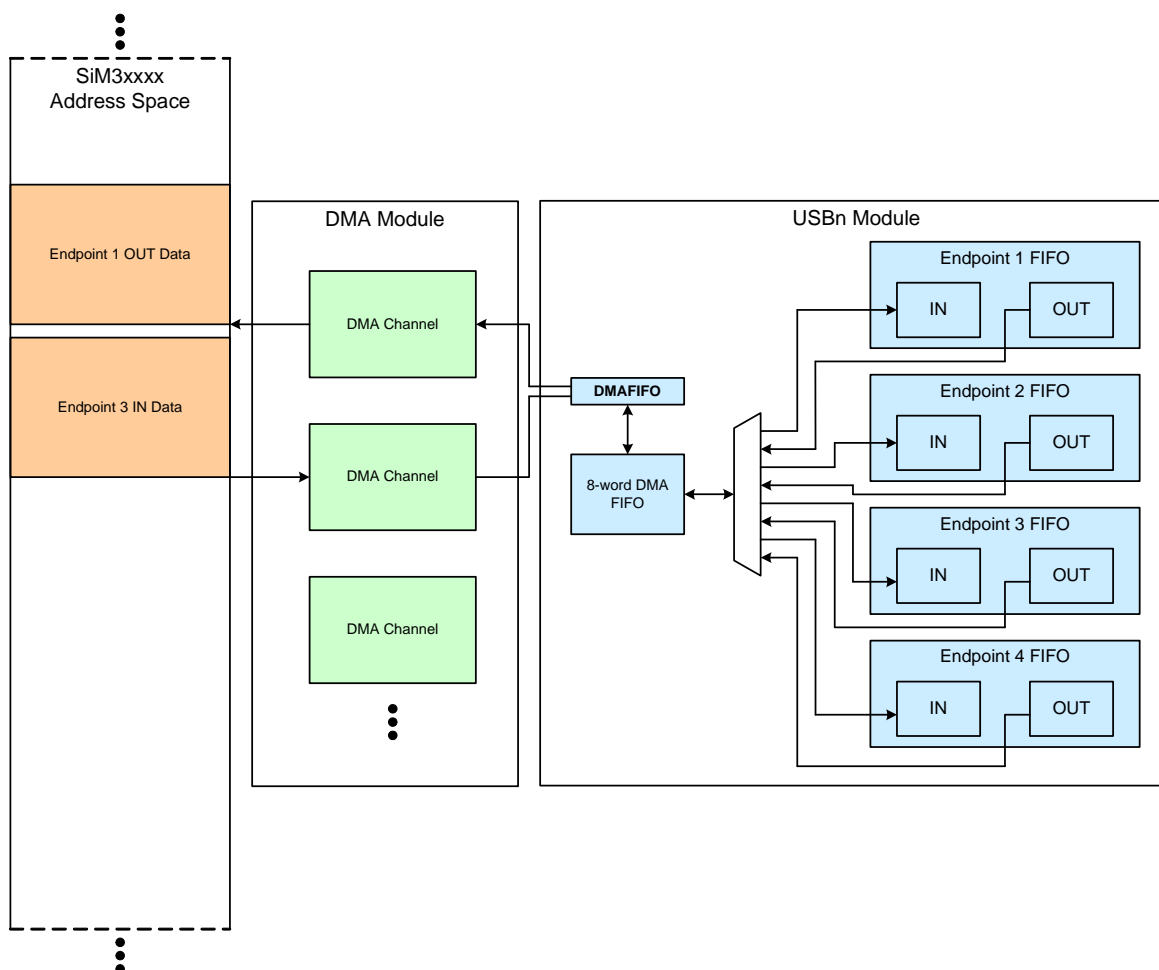 SiM3xxxx
Address Space
Endpoint 1 OUT Data
Endpoint 3 IN Data
DMA Module
DMA Channel
DMA Channel
DMA Channel
USBn Module
DMAFIFO
8-word DMA
FIFO
Endpoint 1 FIFO
IN
OUT
Endpoint 2 FIFO
IN
OUT
Endpoint 3 FIFO
IN
OUT
Endpoint 4 FIFO
IN
OUT